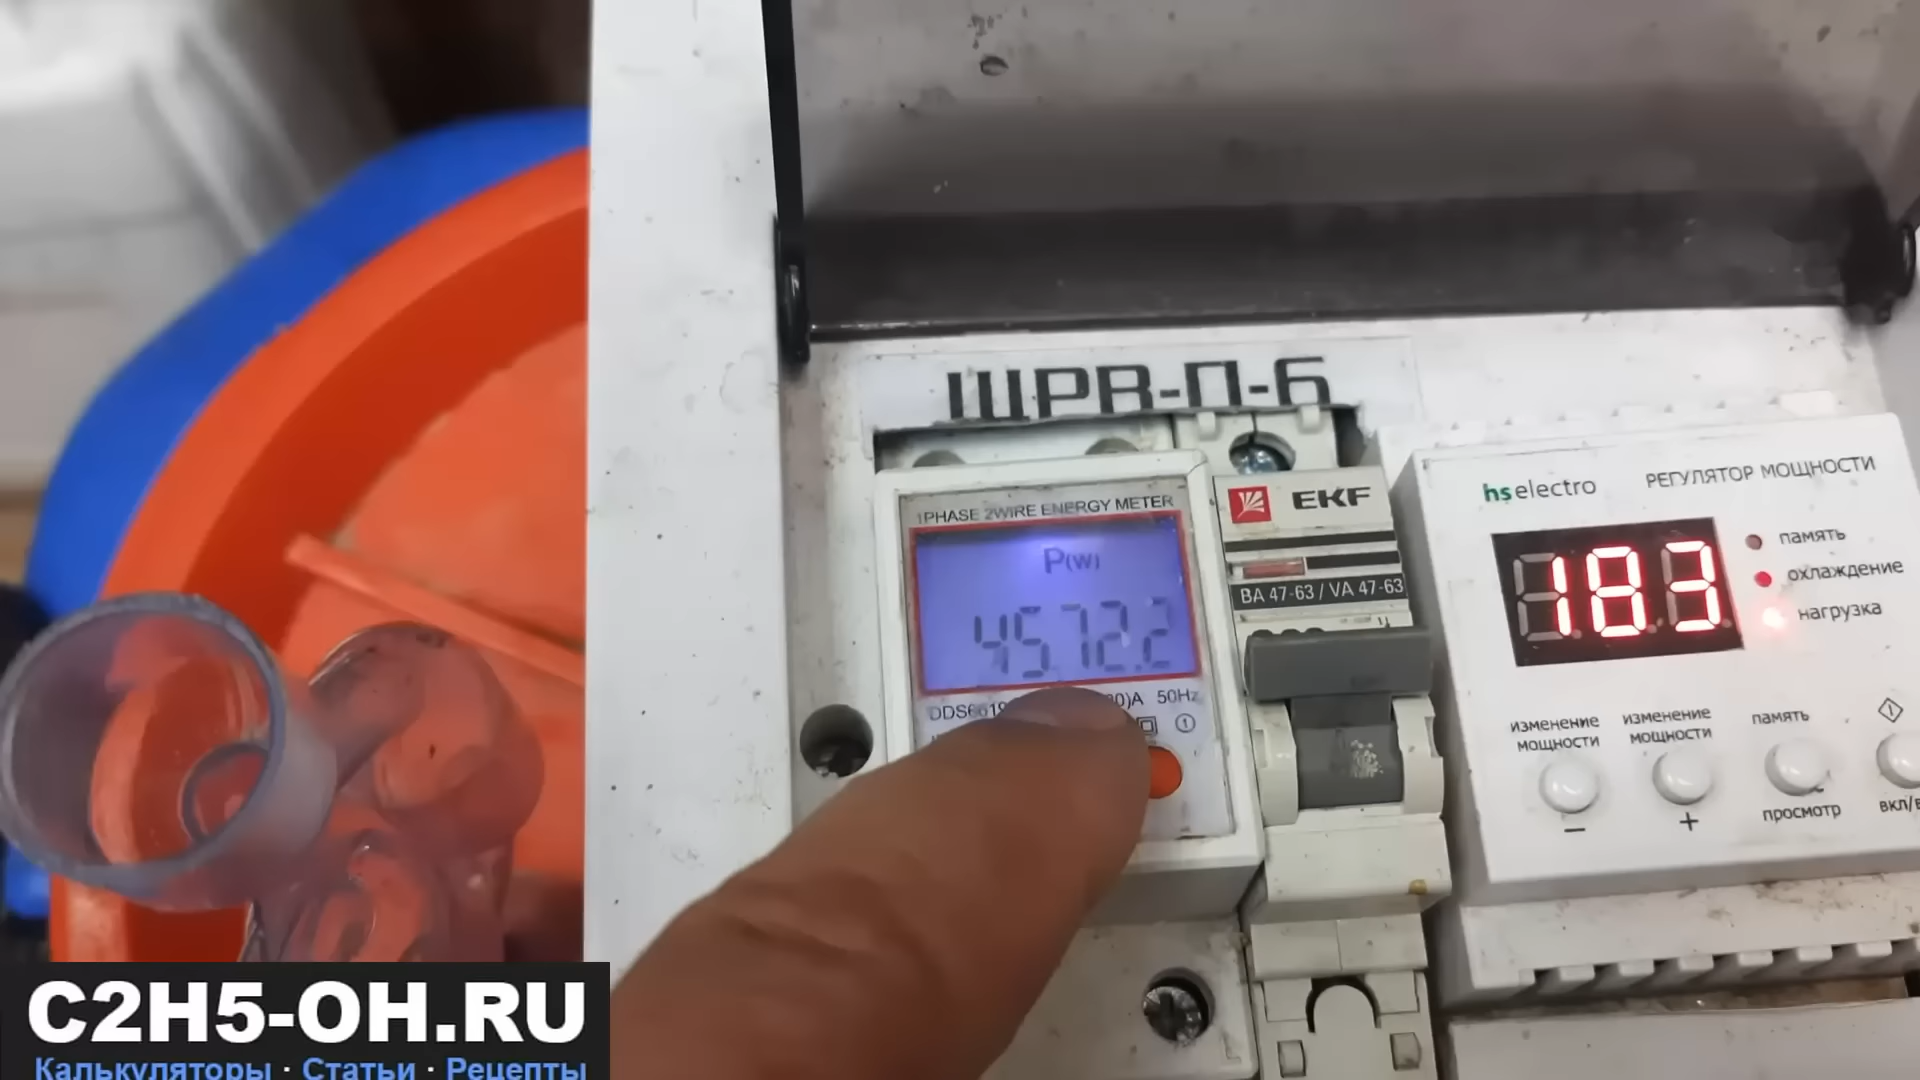 ЩРВ-П-6
1PHASE 2WIRE ENERGY METER
P(W)
4572.2
50Hz
EKF
ВА 47-63 / VA 47-63
hs electro
РЕГУЛЯТОР МОЩНОСТИ
183
память
охлаждение
нагрузка
изменение мощности
изменение мощности
память
−
+
просмотр
C2H5-OH.RU
Калькуляторы · Статьи · Рецепты